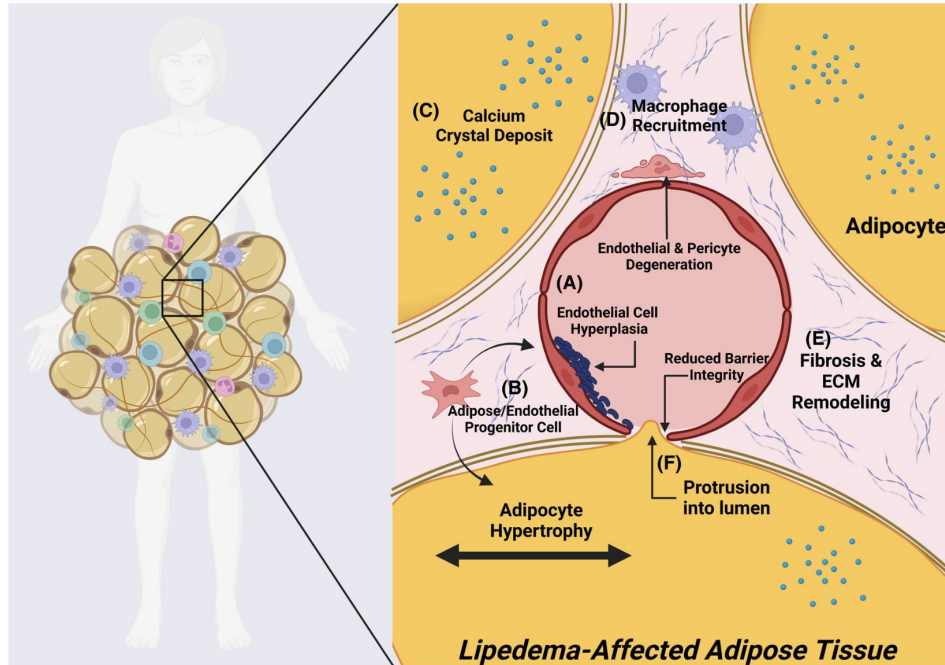 (C)
Calcium
Crystal Deposit
(D)
Macrophage
Recruitment
Adipocyte
Endothelial & Pericyte
Degeneration
(A)
Endothelial Cell
Hyperplasia
Reduced Barrier
Integrity
(E)
Fibrosis &
ECM
Remodeling
(B)
Adipose/Endothelial
Progenitor Cell
(F)
Protrusion
into lumen
Adipocyte
Hypertrophy
Lipedema-Affected Adipose Tissue